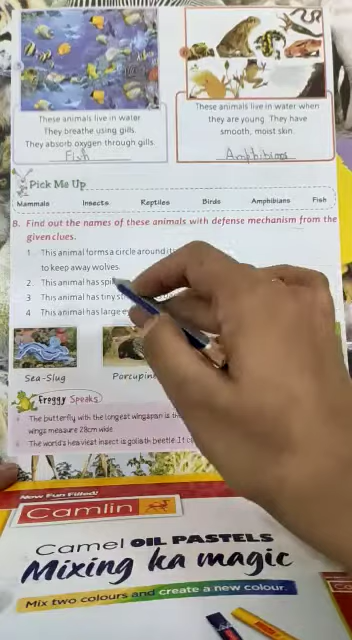 These animals live in water.
They breathe using gills.
They absorb oxygen through gills.
Fish
These animals live in water when
they are young. They have
smooth, moist skin.
Amphibians
Pick Me Up
Mammals Insects Reptiles Birds Amphibians Fish
B. Find out the names of these animals with defense mechanism from the
given clues.
1 This animal forms a circle around
to keep away wolves.
2. This animal has
3 This animal has tiny
4 This animal has large
Sea-Slug
Froggy Speaks
The butterfly with the longest wingspan is
wings measure 28cm wide.
The world's heaviest insect is goliath beetle. It
Now Fun Filled!
Camlin
Camel OIL PASTELS
Mixing ka magic
Mix two colours and create a new colour.